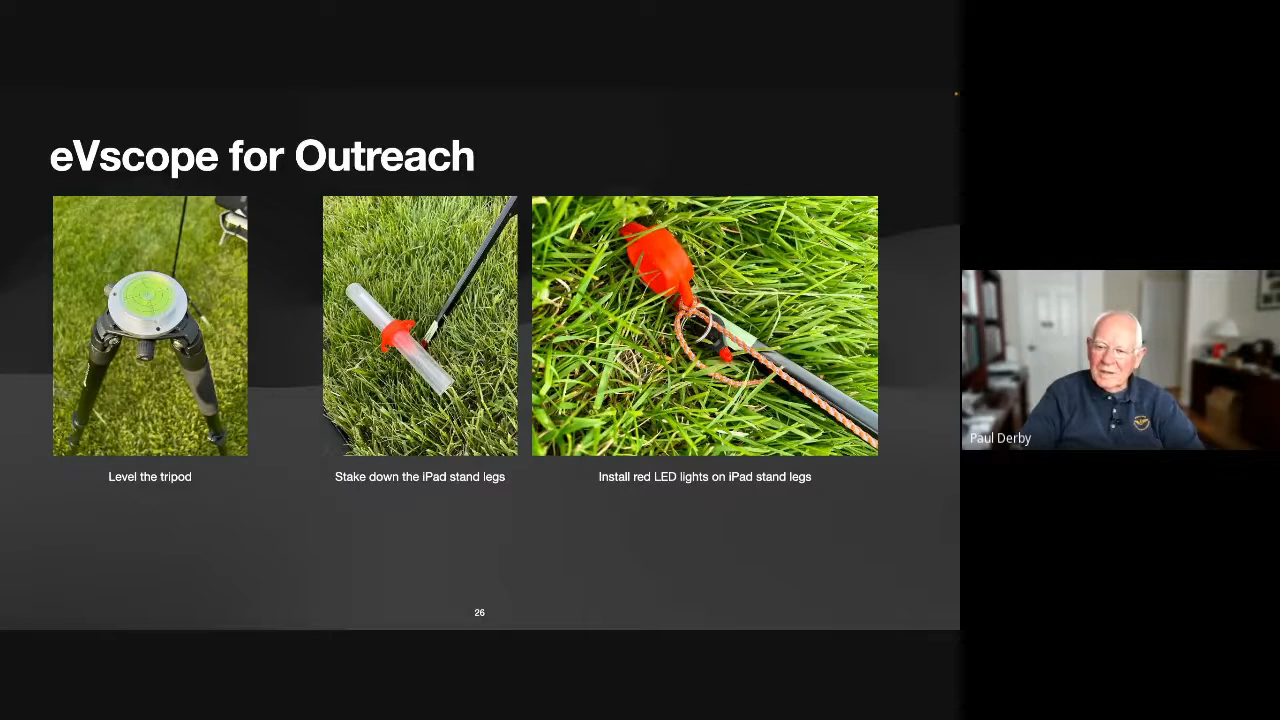 eVscope for Outreach
Level the tripod
Stake down the iPad stand legs
Install red LED lights on iPad stand legs
26
Paul Derby